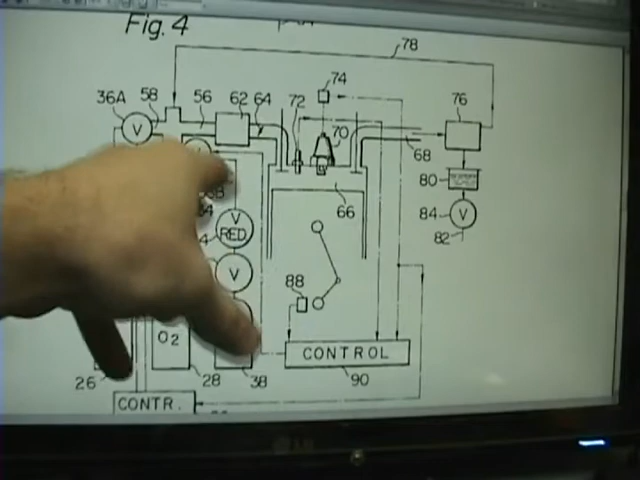 Fig. 4
78
36A
58
56
62
64
72
74
76
V
70
68
80
66
84
V
82
V
RED
V
88
O2
CONTROL
26
28
38
90
CONTR.
LG